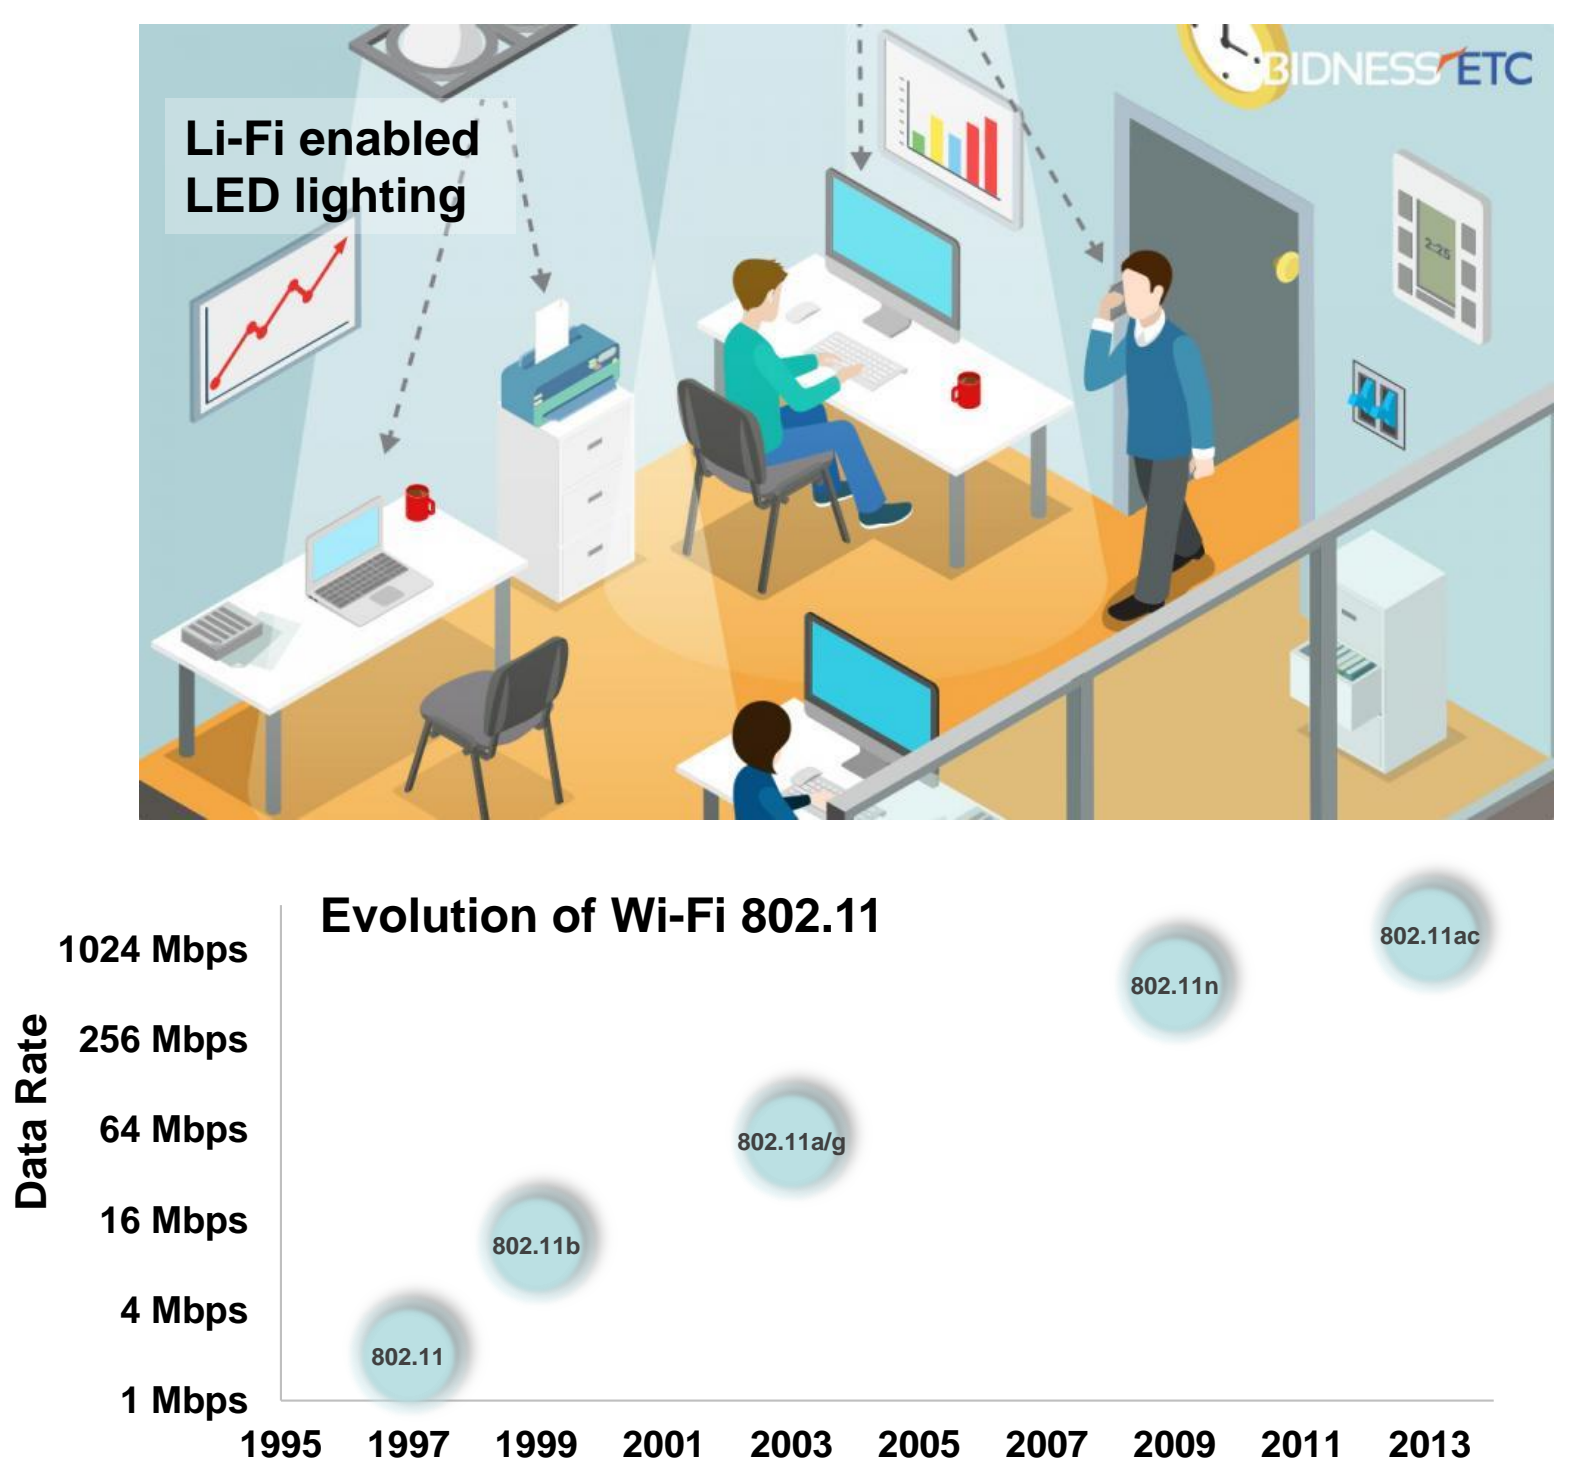 BIDNESS ETC
Li-Fi enabled
LED lighting
2:25
Evolution of Wi-Fi 802.11
Data Rate
1024 Mbps
256 Mbps
64 Mbps
16 Mbps
4 Mbps
1 Mbps
802.11ac
802.11n
802.11a/g
802.11b
802.11
1995 1997 1999 2001 2003 2005 2007 2009 2011 2013